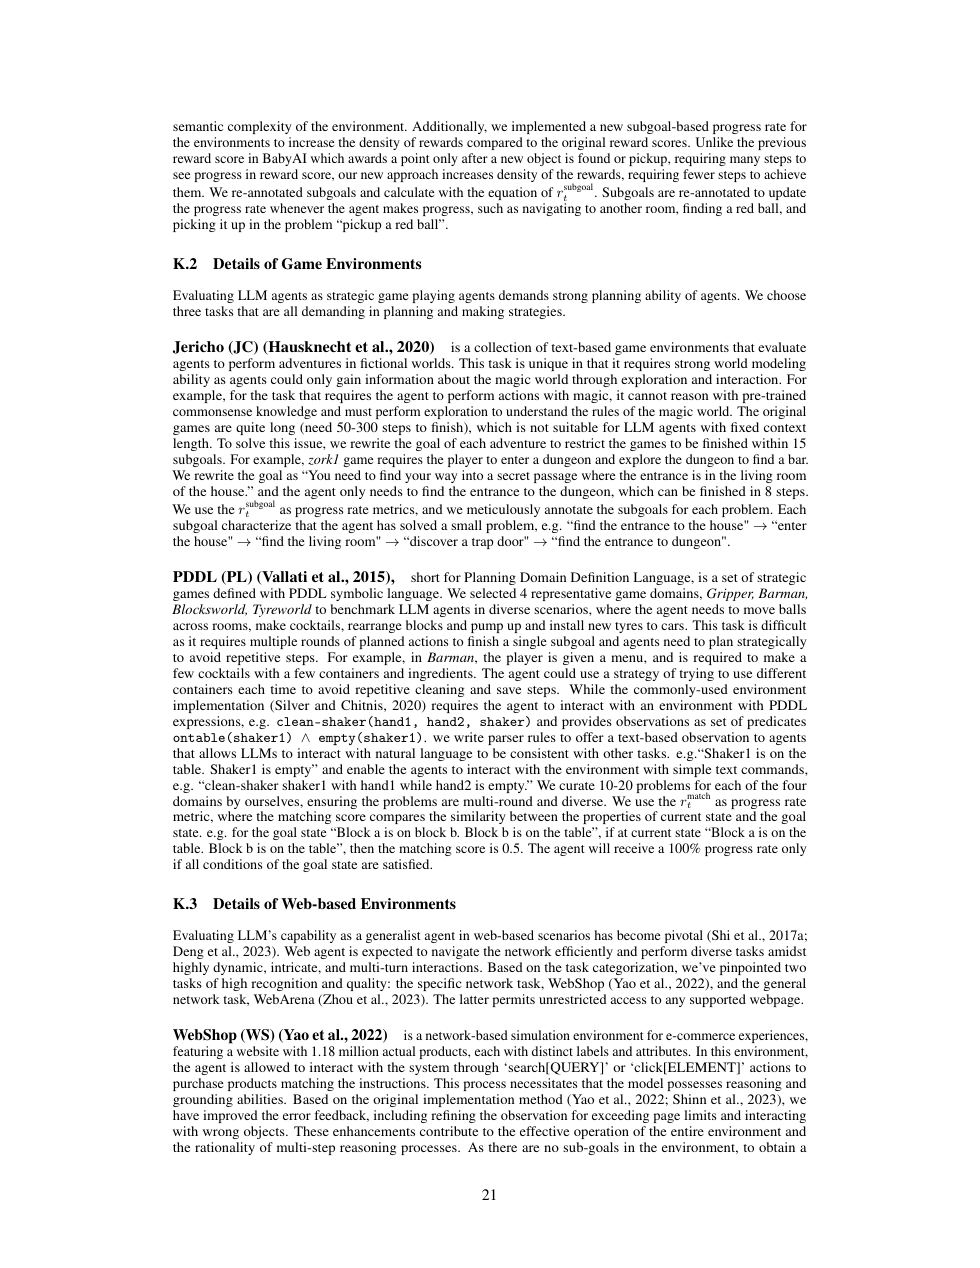 semantic complexity of the environment. Additionally, we implemented a new subgoal-based progress rate for
the environments to increase the density of rewards compared to the original reward scores. Unlike the previous
reward score in BabyAI which awards a point only after a new object is found or pickup, requiring many steps to
see progress in reward score, our new approach increases density of the rewards, requiring fewer steps to achieve
them. We re-annotated subgoals and calculate with the equation of r_t^subgoal. Subgoals are re-annotated to update
the progress rate whenever the agent makes progress, such as navigating to another room, finding a red ball, and
picking it up in the problem “pickup a red ball”.
K.2 Details of Game Environments
Evaluating LLM agents as strategic game playing agents demands strong planning ability of agents. We choose
three tasks that are all demanding in planning and making strategies.
Jericho (JC) (Hausknecht et al., 2020) is a collection of text-based game environments that evaluate
agents to perform adventures in fictional worlds. This task is unique in that it requires strong world modeling
ability as agents could only gain information about the magic world through exploration and interaction. For
example, for the task that requires the agent to perform actions with magic, it cannot reason with pre-trained
commonsense knowledge and must perform exploration to understand the rules of the magic world. The original
games are quite long (need 50-300 steps to finish), which is not suitable for LLM agents with fixed context
length. To solve this issue, we rewrite the goal of each adventure to restrict the games to be finished within 15
subgoals. For example, zork1 game requires the player to enter a dungeon and explore the dungeon to find a bar.
We rewrite the goal as “You need to find your way into a secret passage where the entrance is in the living room
of the house.” and the agent only needs to find the entrance to the dungeon, which can be finished in 8 steps.
We use the r_t^subgoal as progress rate metrics, and we meticulously annotate the subgoals for each problem. Each
subgoal characterize that the agent has solved a small problem, e.g. “find the entrance to the house" → “enter
the house" → “find the living room" → “discover a trap door" → “find the entrance to dungeon".
PDDL (PL) (Vallati et al., 2015), short for Planning Domain Definition Language, is a set of strategic
games defined with PDDL symbolic language. We selected 4 representative game domains, Gripper, Barman,
Blocksworld, Tyreworld to benchmark LLM agents in diverse scenarios, where the agent needs to move balls
across rooms, make cocktails, rearrange blocks and pump up and install new tyres to cars. This task is difficult
as it requires multiple rounds of planned actions to finish a single subgoal and agents need to plan strategically
to avoid repetitive steps. For example, in Barman, the player is given a menu, and is required to make a
few cocktails with a few containers and ingredients. The agent could use a strategy of trying to use different
containers each time to avoid repetitive cleaning and save steps. While the commonly-used environment
implementation (Silver and Chitnis, 2020) requires the agent to interact with an environment with PDDL
expressions, e.g. clean-shaker(hand1, hand2, shaker) and provides observations as set of predicates
ontable(shaker1) ∧ empty(shaker1). we write parser rules to offer a text-based observation to agents
that allows LLMs to interact with natural language to be consistent with other tasks. e.g.“Shaker1 is on the
table. Shaker1 is empty” and enable the agents to interact with the environment with simple text commands,
e.g. “clean-shaker shaker1 with hand1 while hand2 is empty.” We curate 10-20 problems for each of the four
domains by ourselves, ensuring the problems are multi-round and diverse. We use the r_t^match as progress rate
metric, where the matching score compares the similarity between the properties of current state and the goal
state. e.g. for the goal state “Block a is on block b. Block b is on the table”, if at current state “Block a is on the
table. Block b is on the table”, then the matching score is 0.5. The agent will receive a 100% progress rate only
if all conditions of the goal state are satisfied.
K.3 Details of Web-based Environments
Evaluating LLM’s capability as a generalist agent in web-based scenarios has become pivotal (Shi et al., 2017a;
Deng et al., 2023). Web agent is expected to navigate the network efficiently and perform diverse tasks amidst
highly dynamic, intricate, and multi-turn interactions. Based on the task categorization, we’ve pinpointed two
tasks of high recognition and quality: the specific network task, WebShop (Yao et al., 2022), and the general
network task, WebArena (Zhou et al., 2023). The latter permits unrestricted access to any supported webpage.
WebShop (WS) (Yao et al., 2022) is a network-based simulation environment for e-commerce experiences,
featuring a website with 1.18 million actual products, each with distinct labels and attributes. In this environment,
the agent is allowed to interact with the system through ‘search[QUERY]’ or ‘click[ELEMENT]’ actions to
purchase products matching the instructions. This process necessitates that the model possesses reasoning and
grounding abilities. Based on the original implementation method (Yao et al., 2022; Shinn et al., 2023), we
have improved the error feedback, including refining the observation for exceeding page limits and interacting
with wrong objects. These enhancements contribute to the effective operation of the entire environment and
the rationality of multi-step reasoning processes. As there are no sub-goals in the environment, to obtain a
21